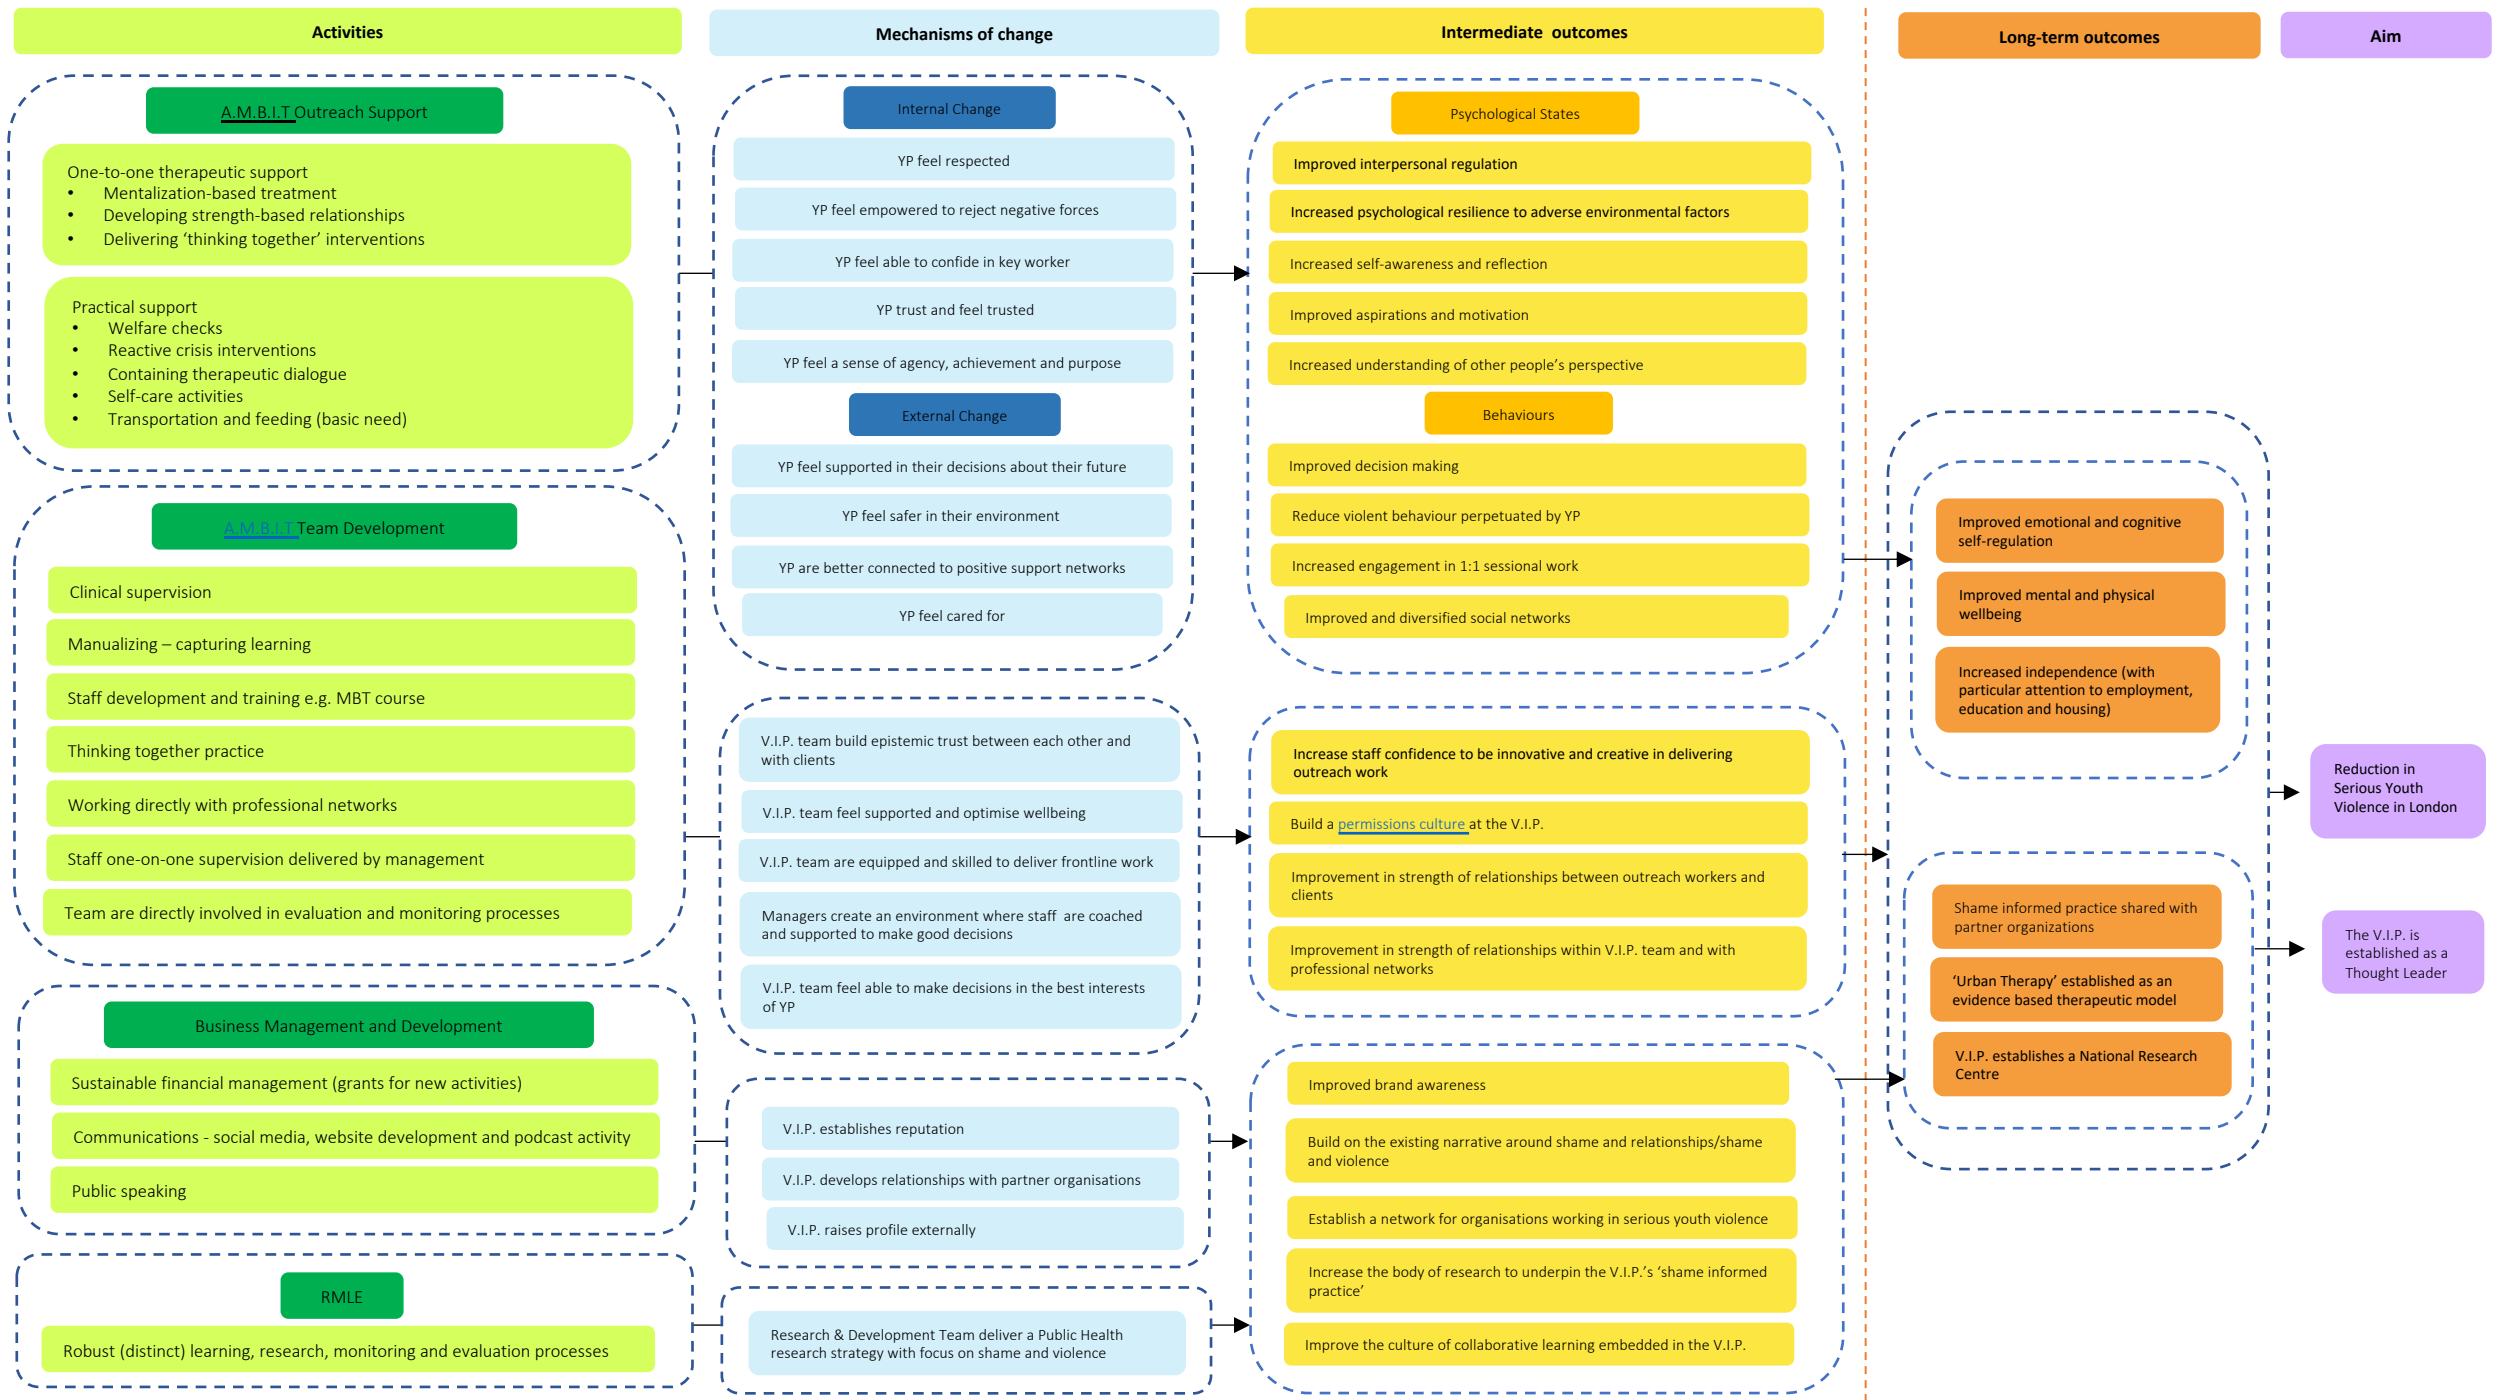 Activities
A.M.B.I.T Outreach Support
One-to-one therapeutic support
• Mentalization-based treatment
• Developing strength-based relationships
• Delivering ‘thinking together’ interventions
Practical support
• Welfare checks
• Reactive crisis interventions
• Containing therapeutic dialogue
• Self-care activities
• Transportation and feeding (basic need)
A.M.B.I.T Team Development
Clinical supervision
Manualizing – capturing learning
Staff development and training e.g. MBT course
Thinking together practice
Working directly with professional networks
Staff one-on-one supervision delivered by management
Team are directly involved in evaluation and monitoring processes
Business Management and Development
Sustainable financial management (grants for new activities)
Communications - social media, website development and podcast activity
Public speaking
RMLE
Robust (distinct) learning, research, monitoring and evaluation processes
Mechanisms of change
Internal Change
YP feel respected
YP feel empowered to reject negative forces
YP feel able to confide in key worker
YP trust and feel trusted
YP feel a sense of agency, achievement and purpose
External Change
YP feel supported in their decisions about their future
YP feel safer in their environment
YP are better connected to positive support networks
YP feel cared for
V.I.P. team build epistemic trust between each other and
with clients
V.I.P. team feel supported and optimise wellbeing
V.I.P. team are equipped and skilled to deliver frontline work
Managers create an environment where staff are coached
and supported to make good decisions
V.I.P. team feel able to make decisions in the best interests
of YP
V.I.P. establishes reputation
V.I.P. develops relationships with partner organisations
V.I.P. raises profile externally
Research & Development Team deliver a Public Health
research strategy with focus on shame and violence
Intermediate outcomes
Psychological States
Improved interpersonal regulation
Increased psychological resilience to adverse environmental factors
Increased self-awareness and reflection
Improved aspirations and motivation
Increased understanding of other people’s perspective
Behaviours
Improved decision making
Reduce violent behaviour perpetuated by YP
Increased engagement in 1:1 sessional work
Improved and diversified social networks
Increase staff confidence to be innovative and creative in delivering
outreach work
Build a permissions culture at the V.I.P.
Improvement in strength of relationships between outreach workers and
clients
Improvement in strength of relationships within V.I.P. team and with
professional networks
Improved brand awareness
Build on the existing narrative around shame and relationships/shame
and violence
Establish a network for organisations working in serious youth violence
Increase the body of research to underpin the V.I.P.’s ‘shame informed
practice’
Improve the culture of collaborative learning embedded in the V.I.P.
Long-term outcomes
Improved emotional and cognitive
self-regulation
Improved mental and physical
wellbeing
Increased independence (with
particular attention to employment,
education and housing)
Shame informed practice shared with
partner organizations
‘Urban Therapy’ established as an
evidence based therapeutic model
V.I.P. establishes a National Research
Centre
Aim
Reduction in
Serious Youth
Violence in London
The V.I.P. is
established as a
Thought Leader